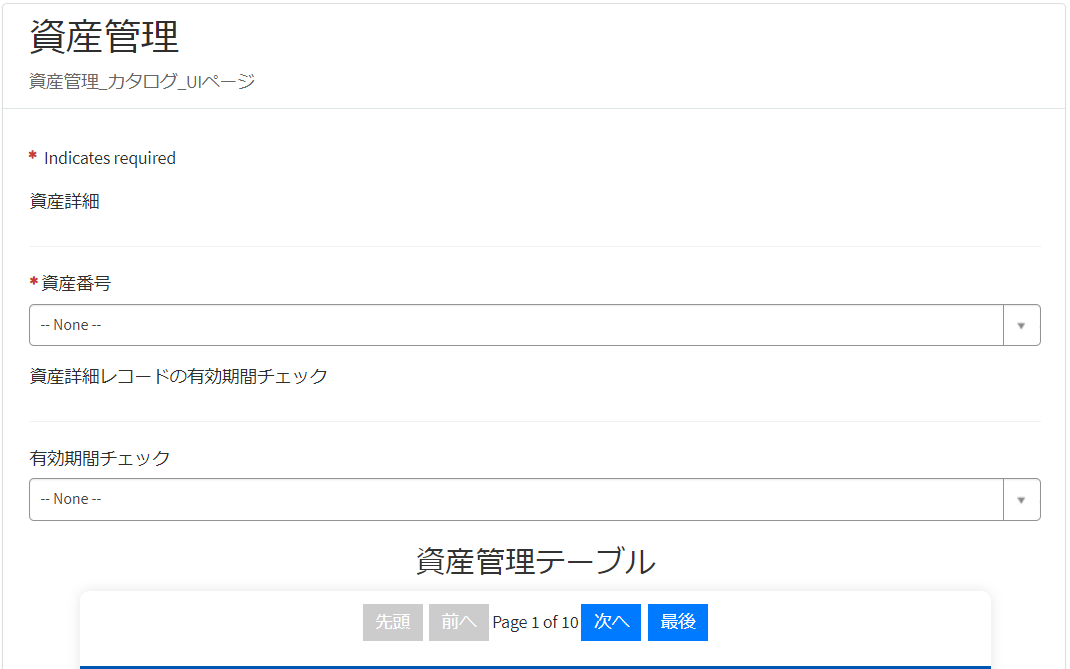 資産管理
資産管理_カタログ_UIページ
* Indicates required
資産詳細
*資産番号
-- None --
資産詳細レコードの有効期間チェック
有効期間チェック
-- None --
資産管理テーブル
先頭 前へ Page 1 of 10 次へ 最後